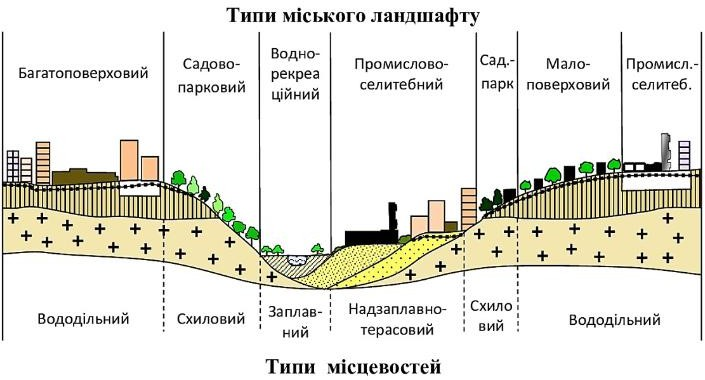 Типи міського ландшафту
Багатоповерховий
Садово-
парковий
Водно-
рекреа
ційний
Промислово-
селитебний
Сад.-
парк
Мало-
поверховий
Промисл.-
селитеб.
Вододільний
Схиловий
Заплав-
ний
Надзаплавно-
терасовий
Схило
вий
Вододільний
Типи місцевостей